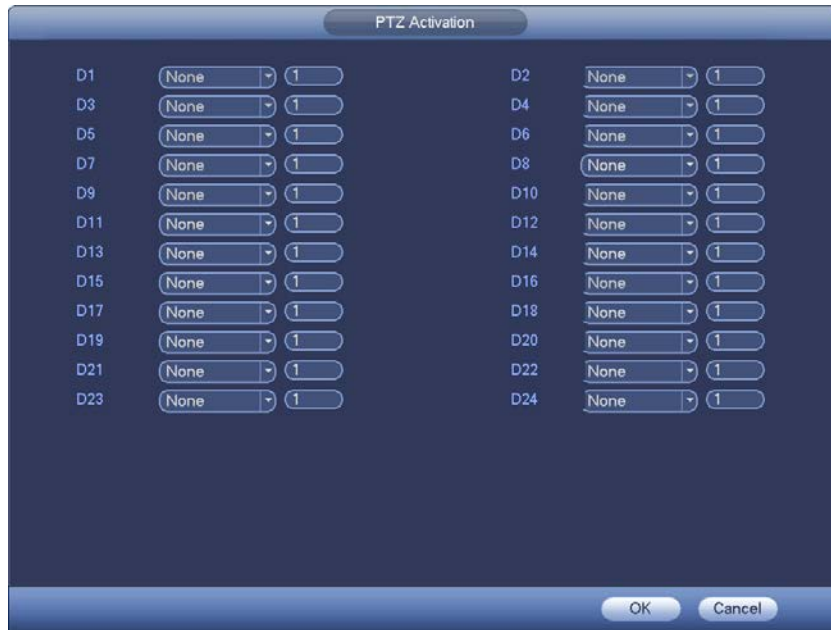 PTZ Activation
D1 None 1 D2 None 1
D3 None 1 D4 None 1
D5 None 1 D6 None 1
D7 None 1 D8 None 1
D9 None 1 D10 None 1
D11 None 1 D12 None 1
D13 None 1 D14 None 1
D15 None 1 D16 None 1
D17 None 1 D18 None 1
D19 None 1 D20 None 1
D21 None 1 D22 None 1
D23 None 1 D24 None 1
OK Cancel